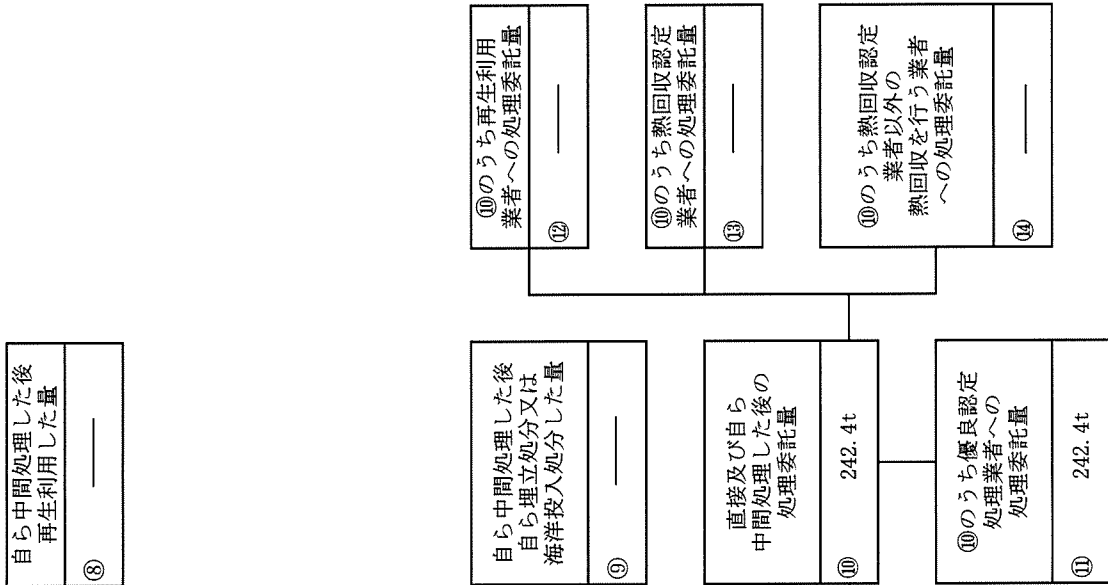 自ら中間処理した後
再生利用した量
⑧
——
自ら中間処理した後
自ら埋立処分又は
海洋投入処分した量
⑨
——
直接及び自ら
中間処理した後の
処理委託量
⑩
242.4t
⑩のうち優良認定
処理業者への
処理委託量
⑪
242.4t
⑩のうち再生利用
業者への処理委託量
⑫
——
⑩のうち熱回収認定
業者への処理委託量
⑬
——
⑩のうち熱回収認定
業者以外の
熱回収を行う業者
への処理委託量
⑭
——